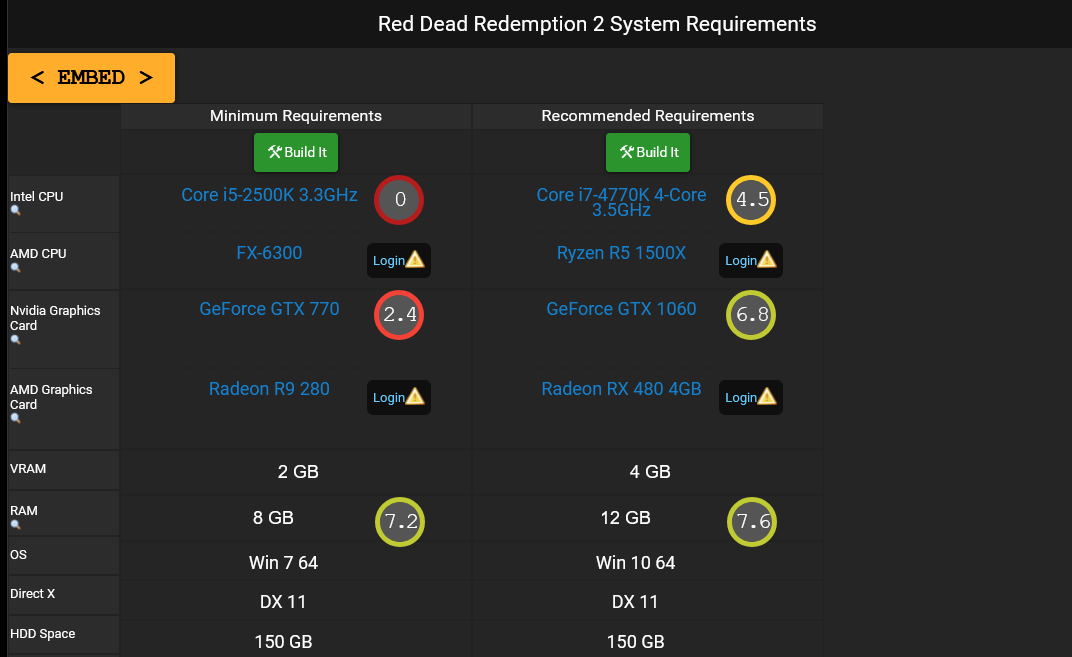 Red Dead Redemption 2 System Requirements
< EMBED >
Minimum Requirements Recommended Requirements
Build It Build It
Intel CPU Core i5-2500K 3.3GHz 0 Core i7-4770K 4-Core 4.5
3.5GHz
AMD CPU FX-6300 Login Ryzen R5 1500X Login
Nvidia Graphics GeForce GTX 770 2.4 GeForce GTX 1060 6.8
Card
AMD Graphics Radeon R9 280 Login Radeon RX 480 4GB Login
Card
VRAM 2 GB 4 GB
RAM 8 GB 7.2 12 GB 7.6
OS Win 7 64 Win 10 64
Direct X DX 11 DX 11
HDD Space 150 GB 150 GB